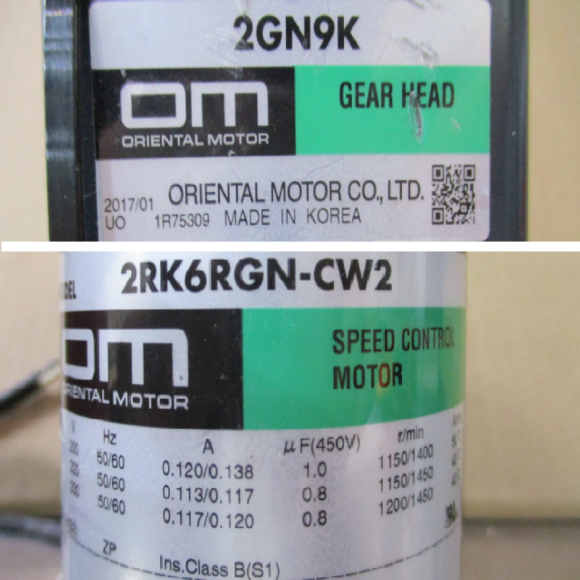 2GN9K
OM
ORIENTAL MOTOR
GEAR HEAD
2017/01 ORIENTAL MOTOR CO., LTD.
UO 1R75309 MADE IN KOREA
2RK6RGN-CW2
OM
ORIENTAL MOTOR
SPEED CONTROL
MOTOR
V Hz A μF(450V) r/min
200 50/60 0.120/0.138 1.0 1150/1400
220 50/60 0.113/0.117 0.8 1150/1450
50/60 0.117/0.120 0.8 1200/1450
ZP Ins.Class B(S1)